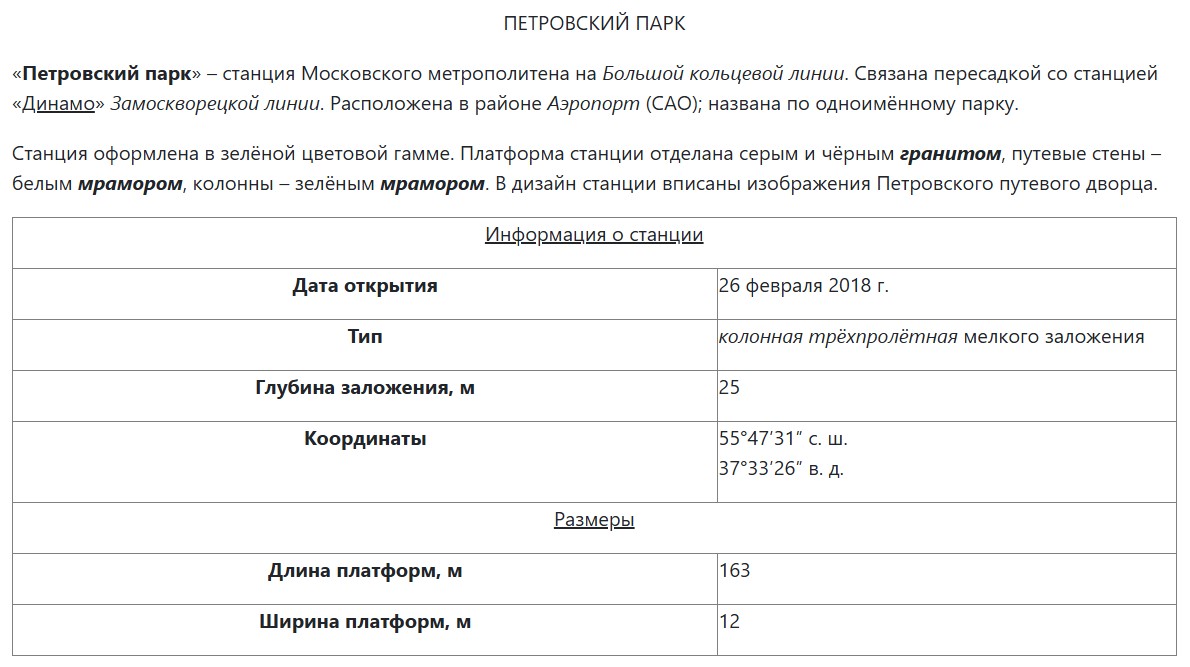 ПЕТРОВСКИЙ ПАРК
«Петровский парк» – станция Московского метрополитена на Большой кольцевой линии. Связана пересадкой со станцией
«Динамо» Замоскворецкой линии. Расположена в районе Аэропорт (САО); названа по одноимённому парку.
Станция оформлена в зелёной цветовой гамме. Платформа станции отделана серым и чёрным гранитом, путевые стены –
белым мрамором, колонны – зелёным мрамором. В дизайн станции вписаны изображения Петровского путевого дворца.
Информация о станции
Дата открытия 26 февраля 2018 г.
Тип колонная трёхпролётная мелкого заложения
Глубина заложения, м 25
Координаты 55°47′31″ с. ш.
37°33′26″ в. д.
Размеры
Длина платформ, м 163
Ширина платформ, м 12